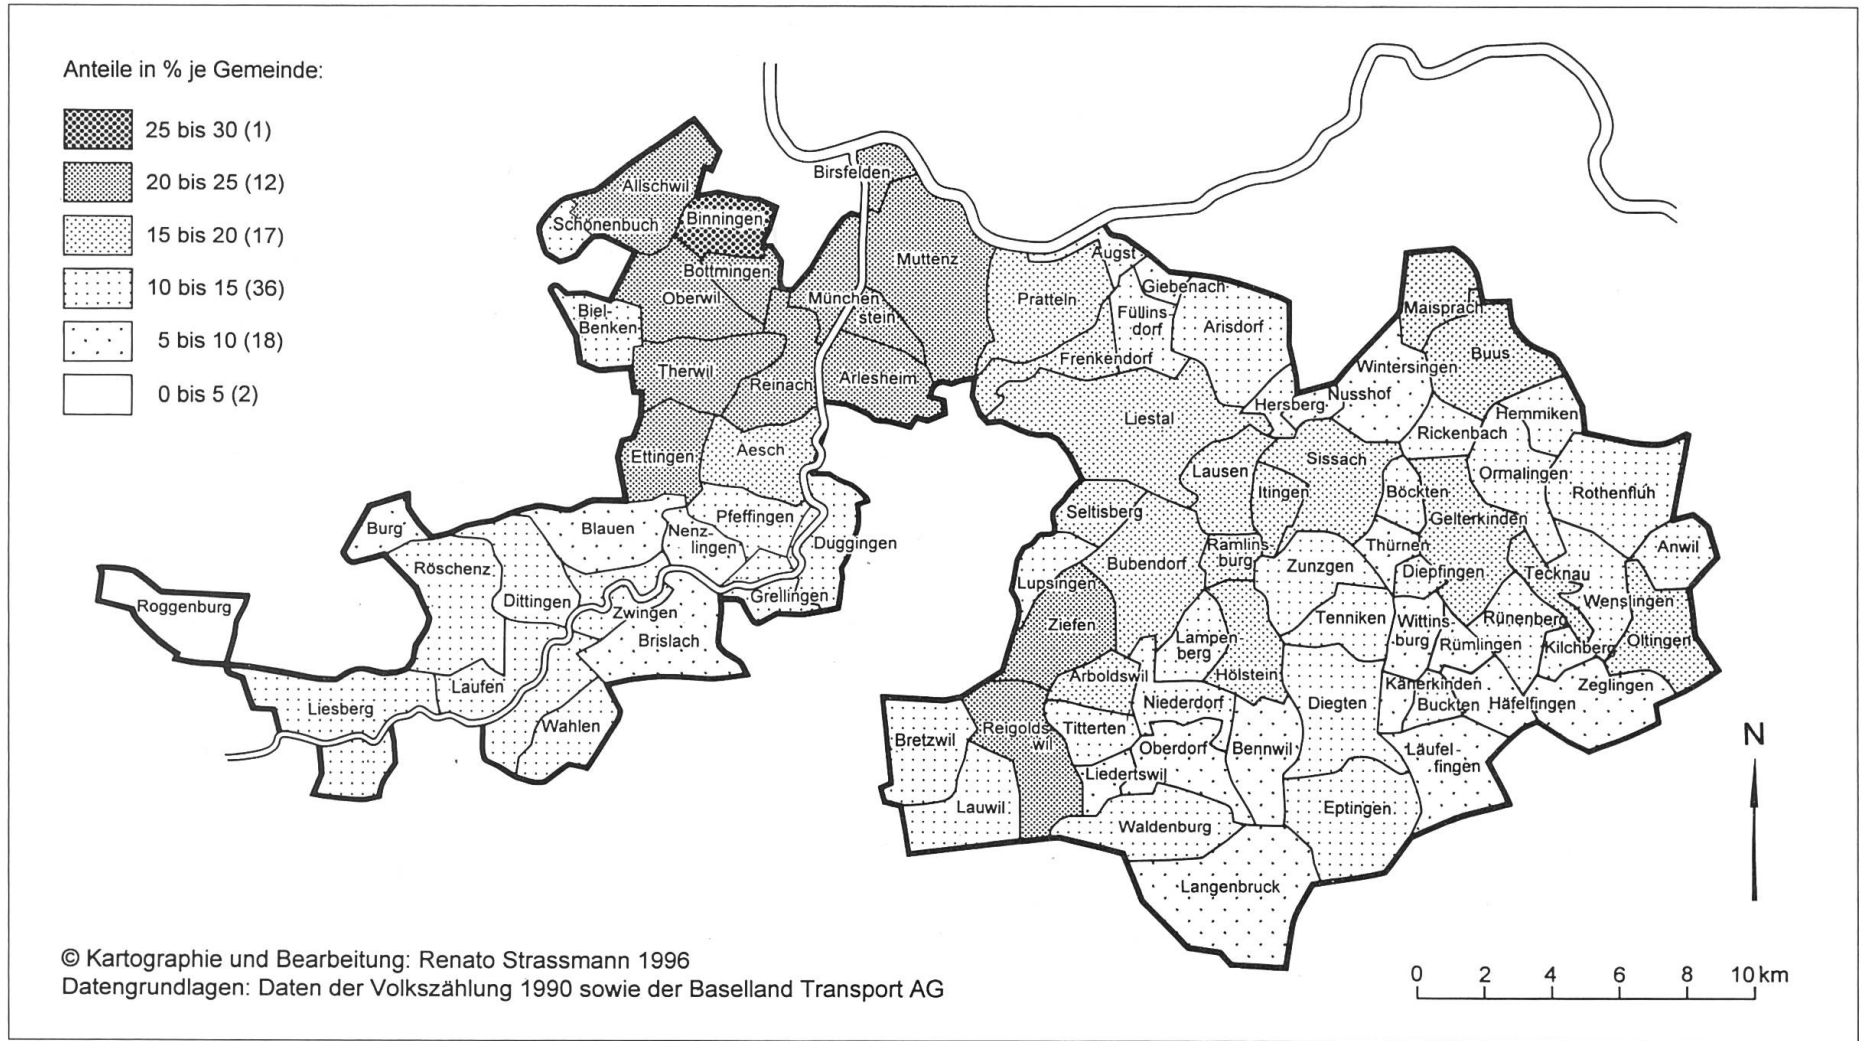 Anteile in % je Gemeinde:
25 bis 30 (1)
20 bis 25 (12)
15 bis 20 (17)
10 bis 15 (36)
5 bis 10 (18)
0 bis 5 (2)
Birsfelden
Allschwil
Schönenbuch
Binningen
Bottmingen
Muttenz
Oberwil
München
stein
Biel-
Benken
Therwil
Reinach
Arlesheim
Ettingen
Aesch
Pfeffingen
Duggingen
Burg
Blauen
Nenz-
lingen
Röschenz
Dittingen
Zwingen
Grellingen
Brislach
Roggenburg
Laufen
Liesberg
Wahlen
Augst
Pratteln
Giebenach
Füllins-
dorf
Arisdorf
Frenkendorf
Maisprach
Buus
Wintersingen
Nusshof
Hersberg
Hemmiken
Rickenbach
Liestal
Lausen
Sissach
Itingen
Böckten
Ormalingen
Rothenfluh
Gelterkinden
Seltisberg
Ramlins-
burg
Thürnen
Anwil
Bubendorf
Zunzgen
Diepflingen
Tecknau
Lupsingen
Wenslingen
Ziefen
Tenniken
Wittins-
burg
Rünenberg
Rümlingen
Kilchberg
Oltingen
Lampen
berg
Hölstein
Arboldswil
Känerkinden
Zeglingen
Niederdorf
Diegten
Buckten
Häfelfingen
Reigolds-
wil
Titterten
Bretzwil
Oberdorf
Bennwil
Läufel-
fingen
Liedertswil
Lauwil
Waldenburg
Eptingen
Langenbruck
N
© Kartographie und Bearbeitung: Renato Strassmann 1996
Datengrundlagen: Daten der Volkszählung 1990 sowie der Baselland Transport AG
0 2 4 6 8 10 km